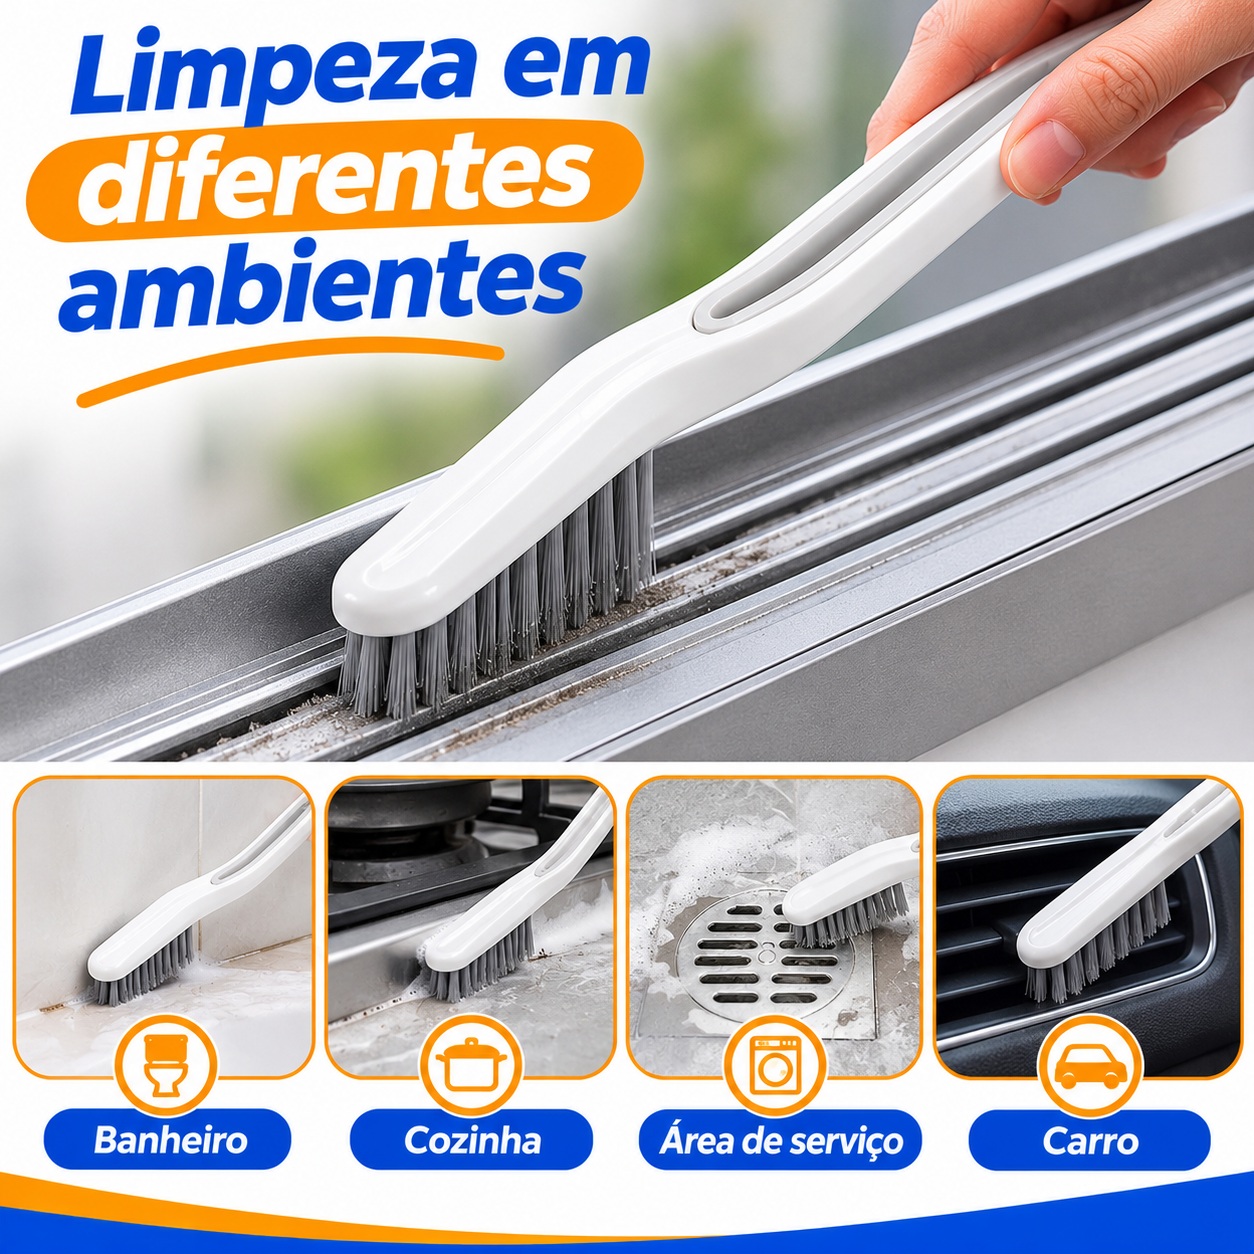 Limpeza em
diferentes
ambientes
Banheiro
Cozinha
Área de serviço
Carro